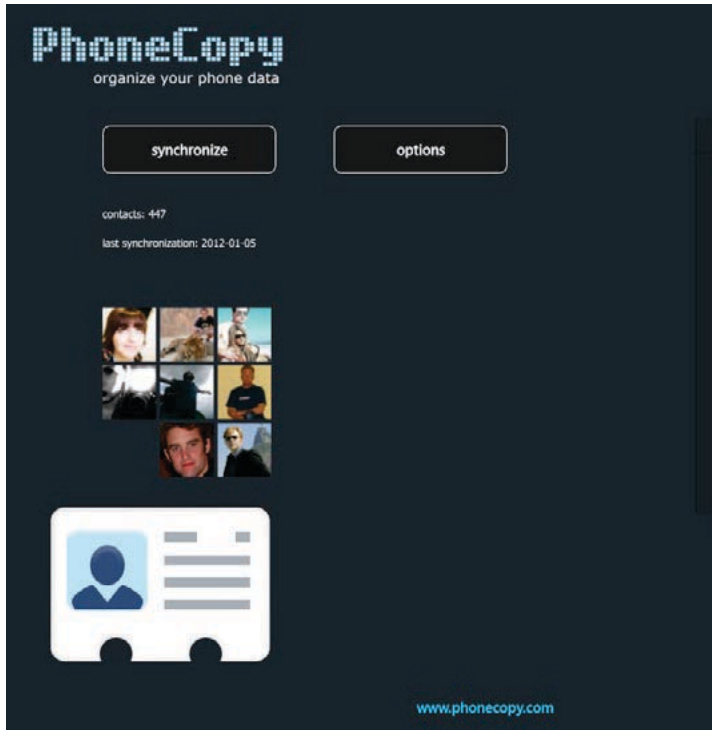 PhoneCopy
organize your phone data
synchronize options
contacts: 447
last synchronization: 2012-01-05
www.phonecopy.com